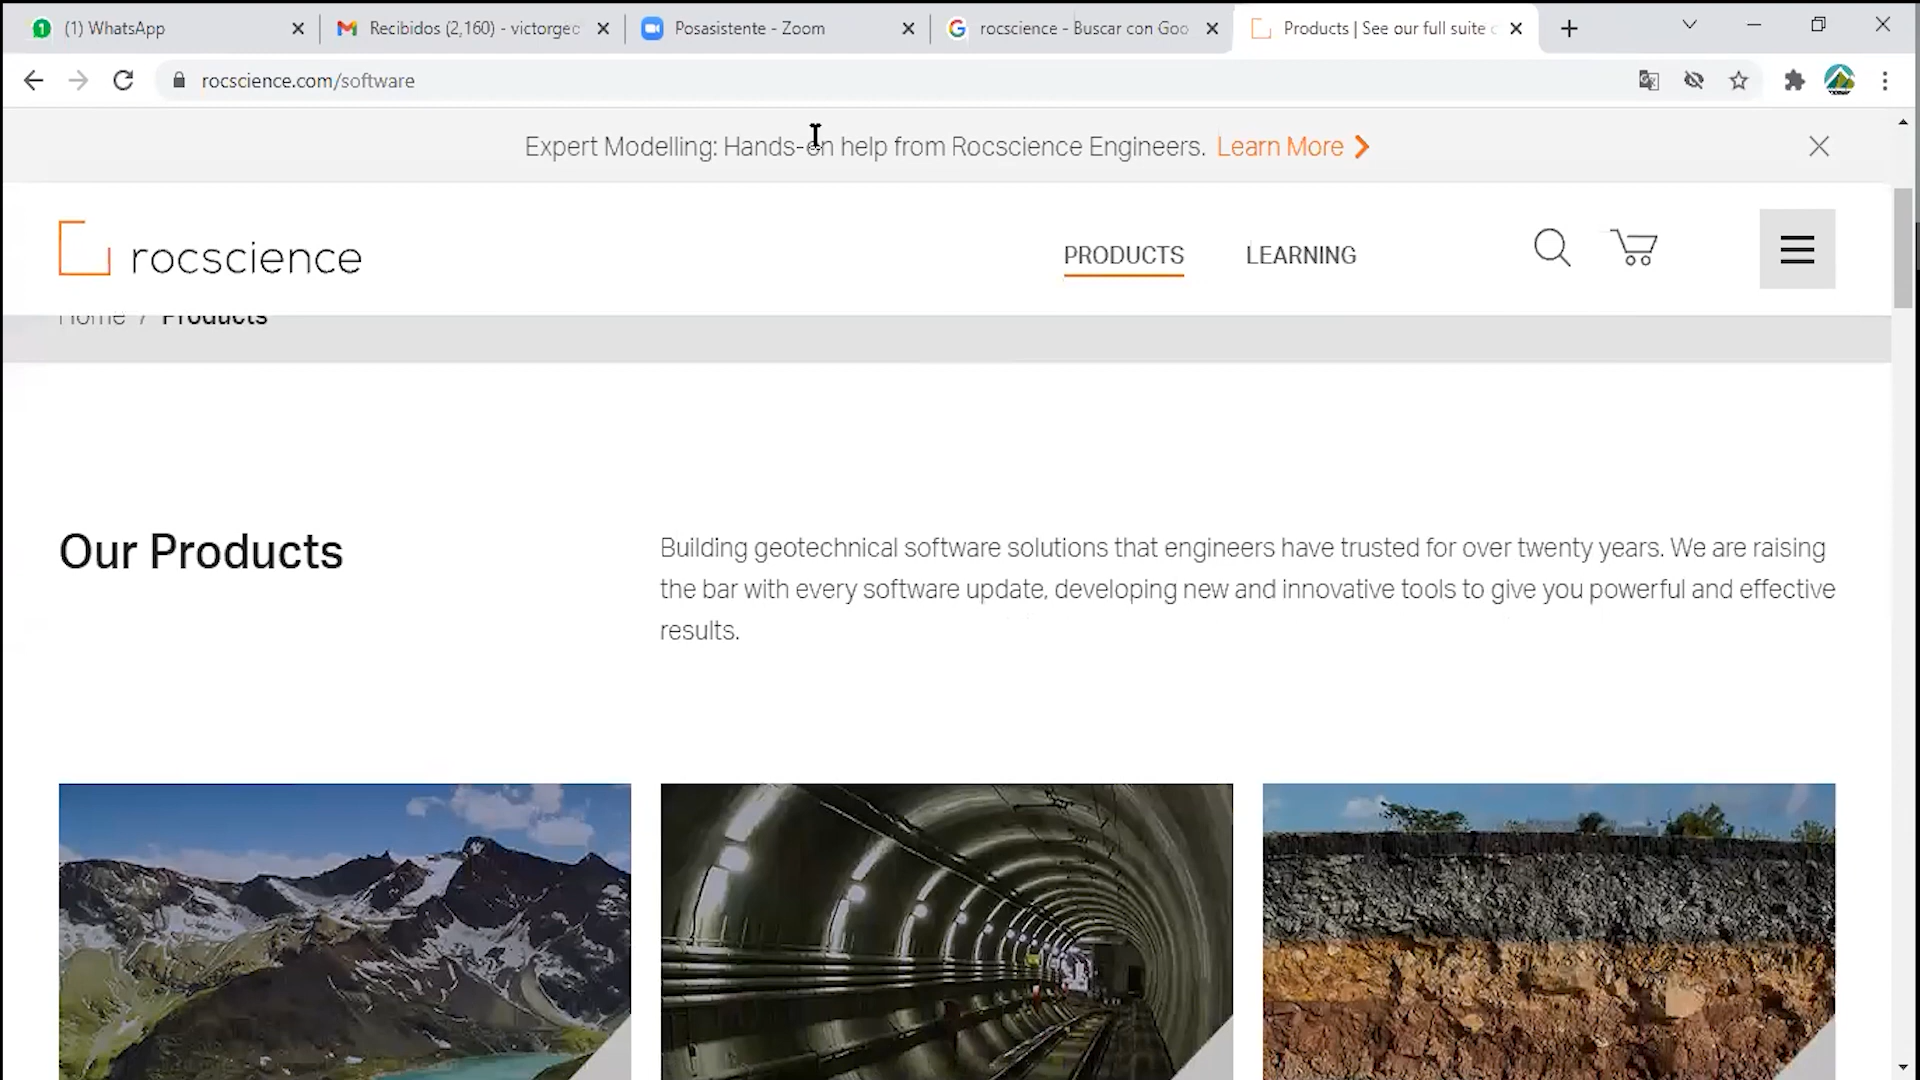 (1) WhatsApp
Recibidos (2,160) - victorgec
Posasistente - Zoom
rocscience - Buscar con Goo
Products | See our full suite c
rocscience.com/software
Expert Modelling: Hands-on help from Rocscience Engineers. Learn More
rocscience
PRODUCTS
LEARNING
Home / Products
Our Products
Building geotechnical software solutions that engineers have trusted for over twenty years. We are raising
the bar with every software update, developing new and innovative tools to give you powerful and effective
results.